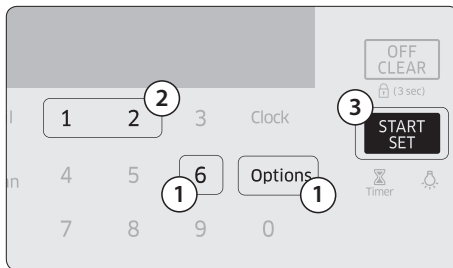 OFF
CLEAR
(3 sec)
2
3
l
1 2 3 Clock
START
SET
an
4 5 6 Options
1 1
Timer
7 8 9 0